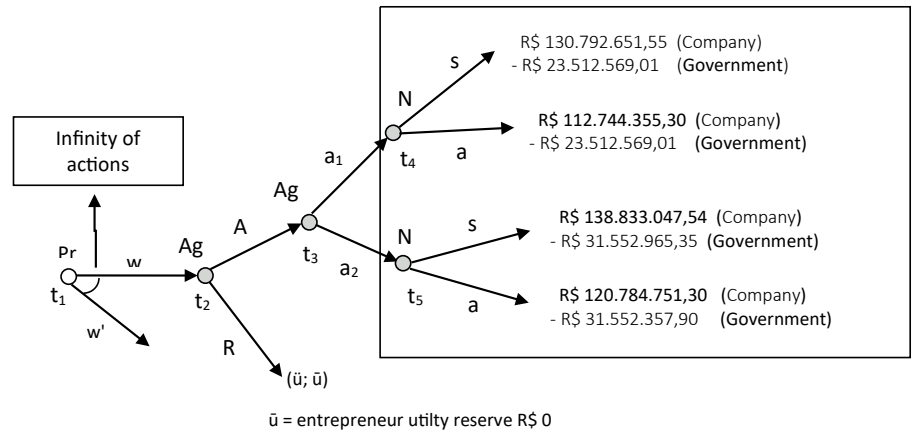 R$ 130.792.651,55 (Company)
- R$ 23.512.569,01 (Government)
s
N
R$ 112.744.355,30 (Company)
- R$ 23.512.569,01 (Government)
a
t4
a1
Infinity of
actions
Ag
A
t3
R$ 138.833.047,54 (Company)
- R$ 31.552.965,35 (Government)
s
N
a2
t5
R$ 120.784.751,30 (Company)
- R$ 31.552.357,90 (Government)
a
Pr
w
Ag
t1
t2
w'
R
(ü; ū)
ū = entrepreneur utilty reserve R$ 0